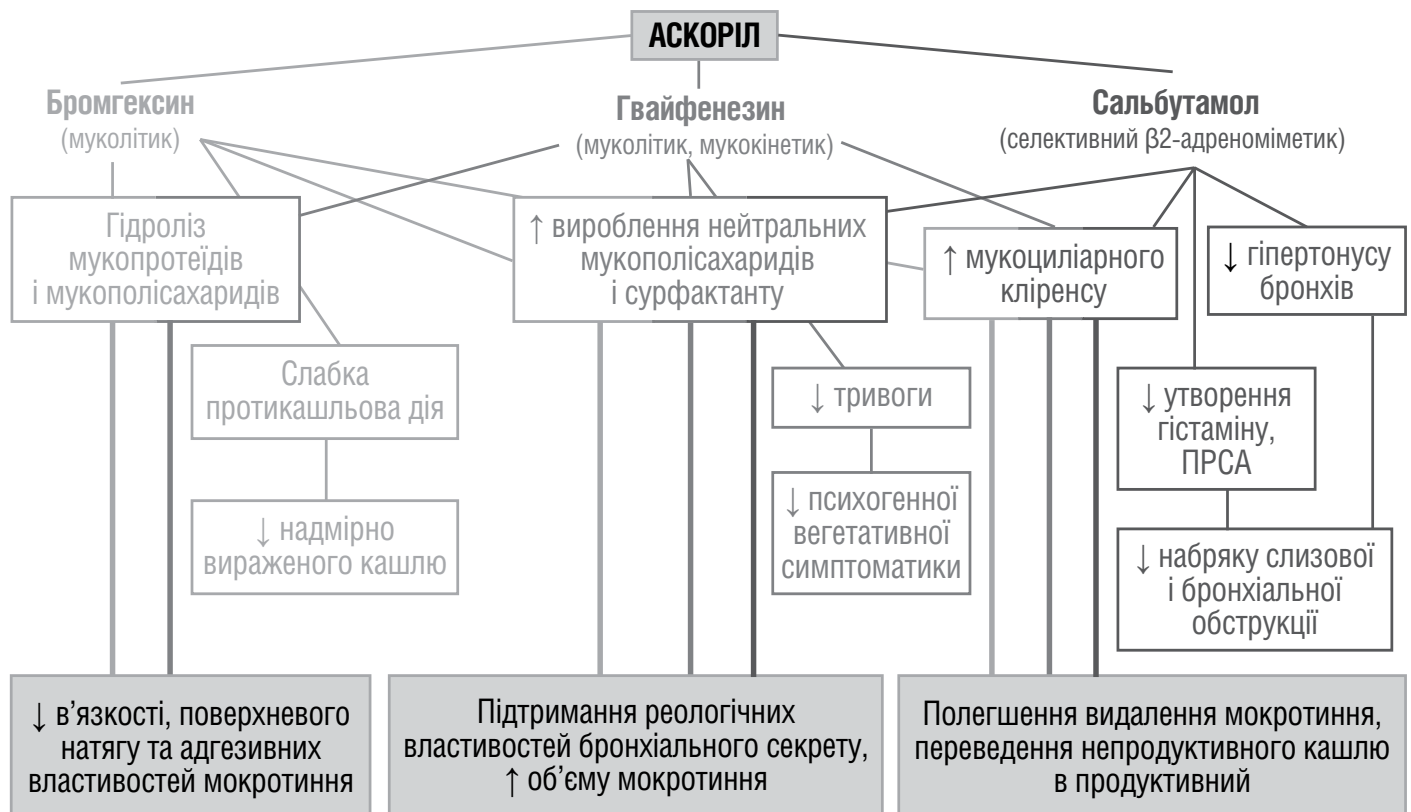 АСКОРІЛ
Бромгексин
(муколітик)
Гвайфенезин
(муколітик, мукокінетик)
Сальбутамол
(селективний β2-адреноміметик)
Гідроліз
мукопротеїдів
і мукополісахаридів
↑ вироблення нейтральних
мукополісахаридів
і сурфактанту
↑ мукоциліарного
кліренсу
↓ гіпертонусу
бронхів
Слабка
протикашльова дія
↓ тривоги
↓ утворення
гістаміну,
ПРСА
↓ надмірно
вираженого кашлю
↓ психогенної
вегетативної
симптоматики
↓ набряку слизової
і бронхіальної
обструкції
↓ в’язкості, поверхневого
натягу та адгезивних
властивостей мокротиння
Підтримання реологічних
властивостей бронхіального секрету,
↑ об’єму мокротиння
Полегшення видалення мокротиння,
переведення непродуктивного кашлю
в продуктивний